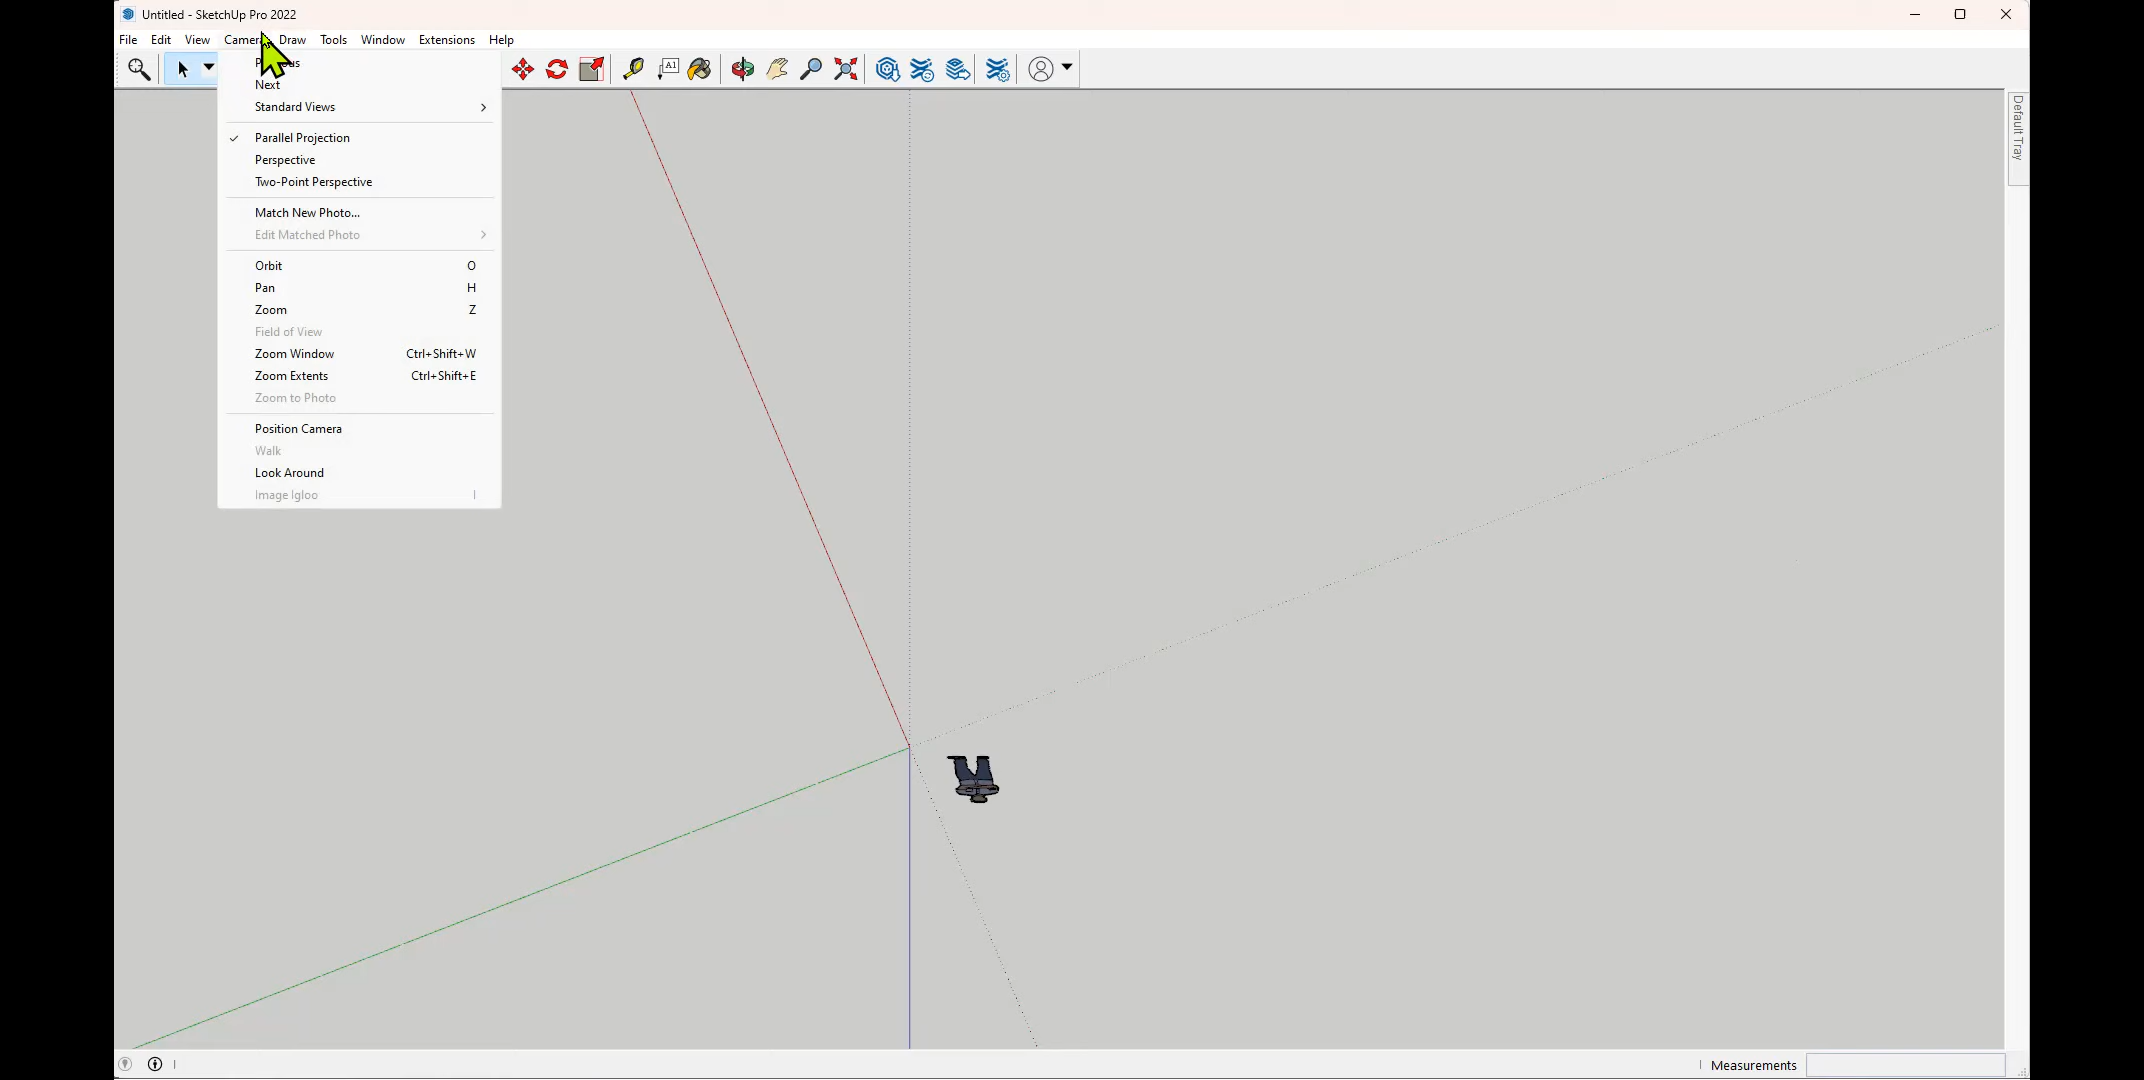 Untitled - SketchUp Pro 2022
File Edit View Camera Draw Tools Window Extensions Help
A1
Next
Standard Views
Parallel Projection
Perspective
Two-Point Perspective
Match New Photo...
Edit Matched Photo
Orbit O
Pan H
Zoom Z
Field of View
Zoom Window Ctrl+Shift+W
Zoom Extents Ctrl+Shift+E
Zoom to Photo
Position Camera
Walk
Look Around
Image Igloo I
Default Tray
Measurements